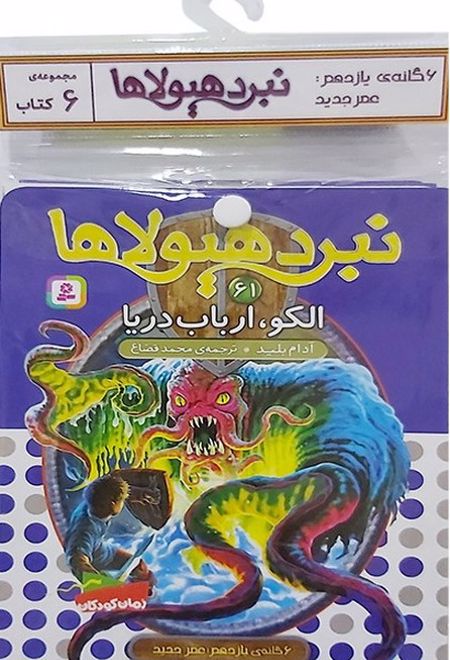 ۶گانه‌ی یازدهم:
عصر جدید
نبرد هیولاها
مجموعه‌ی
۶ کتاب
نبرد هیولاها
۶۱
الکو، ارباب دریا
آدام بلید * ترجمه‌ی محمد قصاع
رمان کودکان
۶گانه‌ی یازدهم: عصر جدید